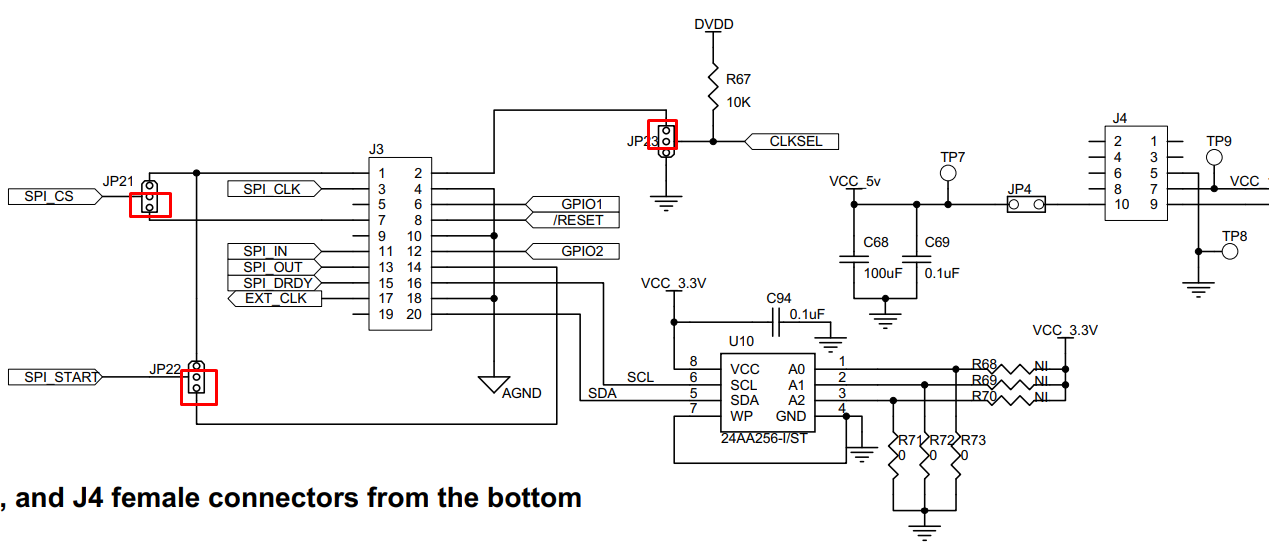 DVDD
R67
10K
JP23
CLKSEL
J3
1 2
3 4
5 6
7 8
9 10
11 12
13 14
15 16
17 18
19 20
JP21
SPI_CS
SPI_CLK
GPIO1
/RESET
SPI_IN
GPIO2
SPI_OUT
SPI_DRDY
EXT_CLK
JP22
SPI_START
AGND
SCL
SDA
J4
2 1
4 3
6 5
8 7
10 9
TP9
VCC
TP7
VCC_5v
JP4
TP8
C68
100uF
C69
0.1uF
VCC_3.3V
C94
0.1uF
U10
8 VCC A0 1
6 SCL A1 2
5 SDA A2 3
7 WP GND 4
24AA256-I/ST
VCC_3.3V
R68 NI
R69 NI
R70 NI
R71 R72 R73
0 0 0
, and J4 female connectors from the bottom